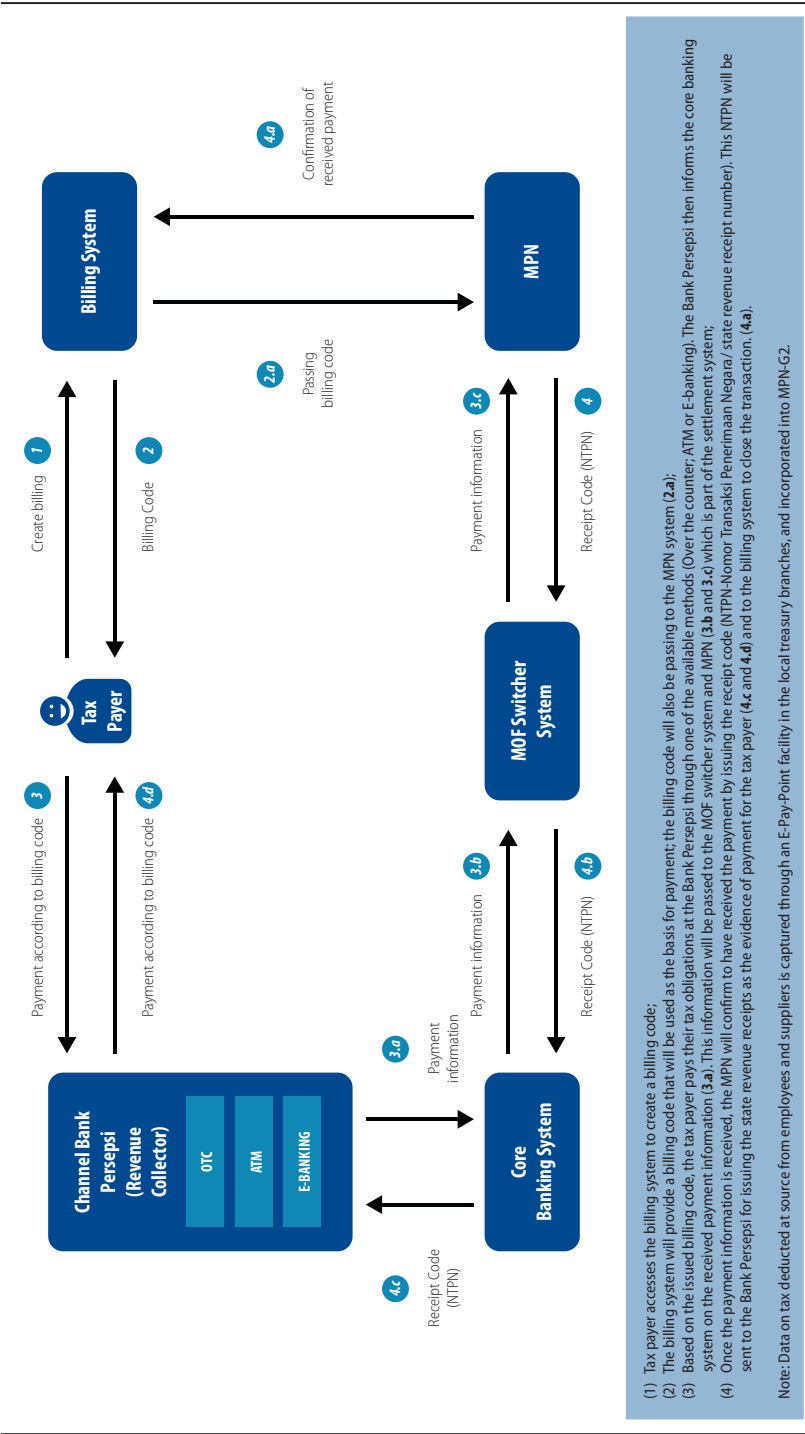 Channel Bank
Persepsi
(Revenue
Collector)
OTC
ATM
E-BANKING
Payment according to billing code 3
Payment according to billing code 4.d
Tax
Payer
Create billing 1
Billing Code 2
Billing System
4.c
Receipt Code
(NTPN)
3.a
Payment
information
2.a
Passing
billing code
4.a
Confirmation of
received payment
Core
Banking System
Payment information 3.b
Receipt Code (NTPN) 4.b
MOF Switcher
System
Payment information 3.c
Receipt Code (NTPN) 4
MPN
(1) Tax payer accesses the billing system to create a billing code;
(2) The billing system will provide a billing code that will be used as the basis for payment; the billing code will also be passing to the MPN system (2.a);
(3) Based on the issued billing code, the tax payer pays their tax obligations at the Bank Persepsi through one of the available methods (Over the counter; ATM or E-banking). The Bank Persepsi then informs the core banking
system on the received payment information (3.a). This information will be passed to the MOF switcher system and MPN (3.b and 3.c) which is part of the settlement system;
(4) Once the payment information is received, the MPN will confirm to have received the payment by issuing the receipt code (NTPN-Nomor Transaksi Penerimaan Negara/ state revenue receipt number). This NTPN will be
sent to the Bank Persepsi for issuing the state revenue receipts as the evidence of payment for the tax payer (4.c and 4.d) and to the billing system to close the transaction. (4.a).
Note: Data on tax deducted at source from employees and suppliers is captured through an E-Pay-Point facility in the local treasury branches, and incorporated into MPN-G2.